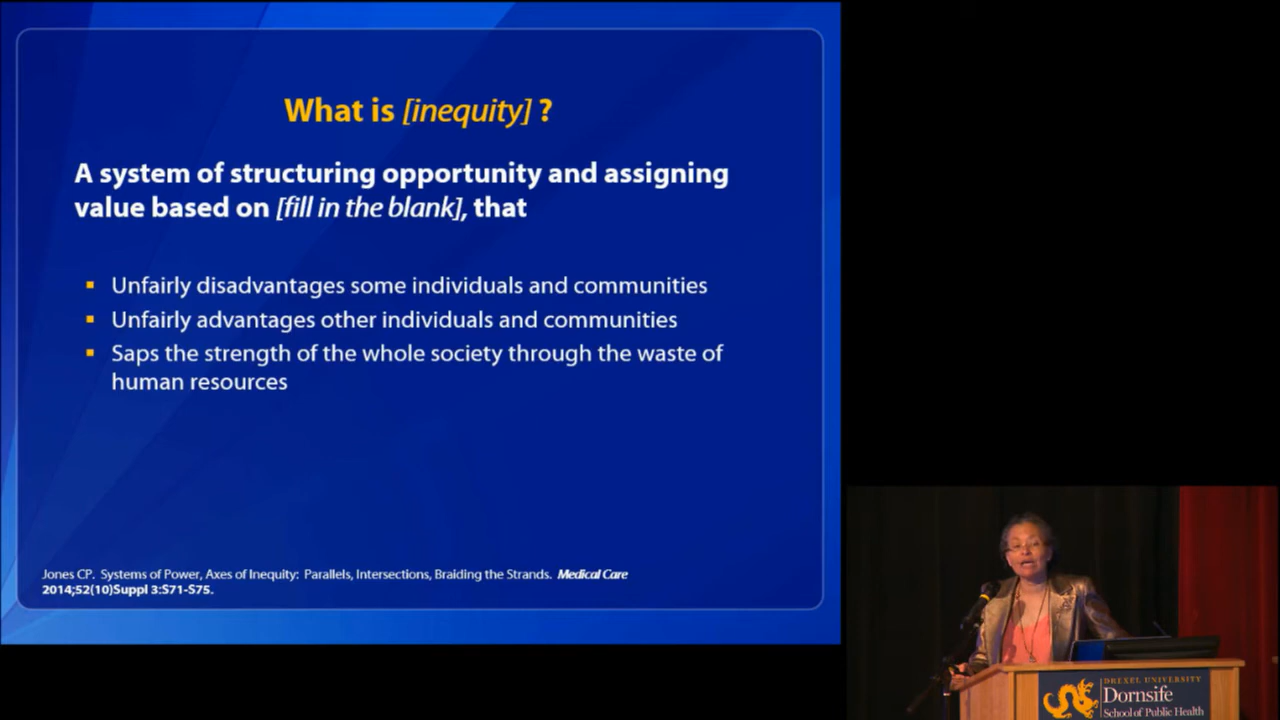 What is [inequity] ?
A system of structuring opportunity and assigning
value based on [fill in the blank], that
▪ Unfairly disadvantages some individuals and communities
▪ Unfairly advantages other individuals and communities
▪ Saps the strength of the whole society through the waste of
human resources
Jones CP. Systems of Power, Axes of Inequity: Parallels, Intersections, Braiding the Strands. Medical Care
2014;52(10)Suppl 3:S71-S75.
DREXEL UNIVERSITY
Dornsife
School of Public Health